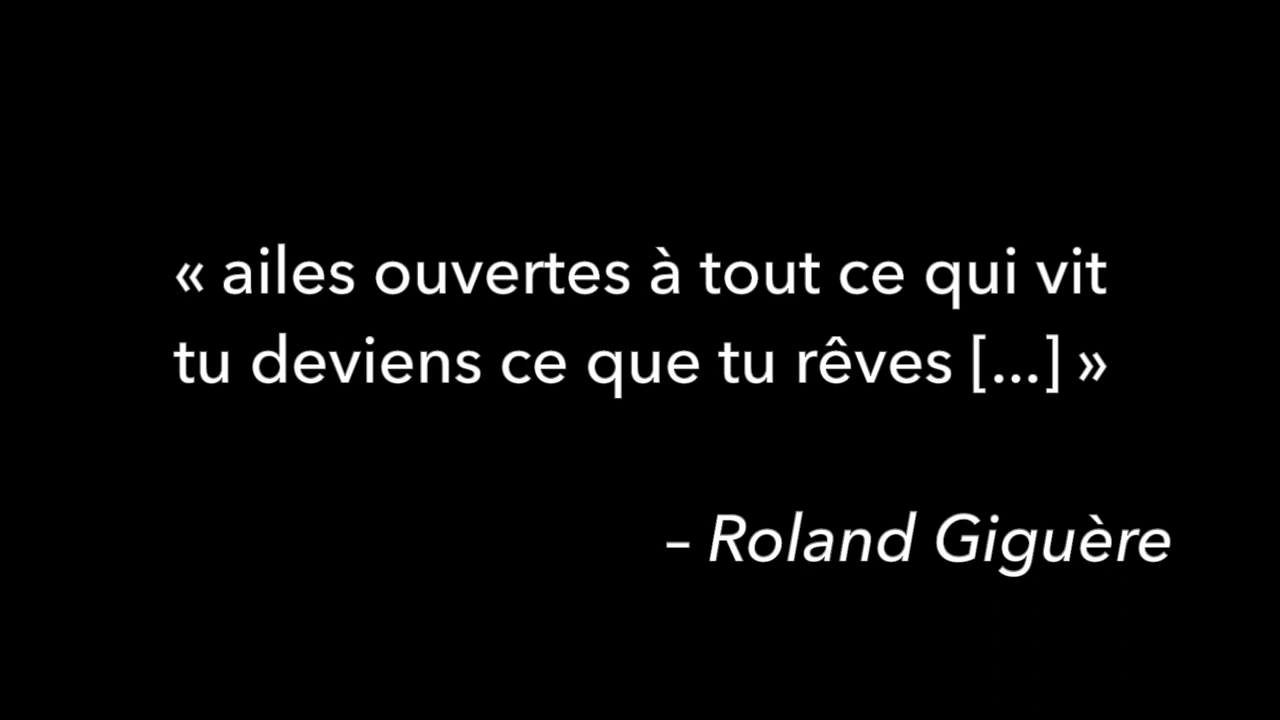 « ailes ouvertes à tout ce qui vit
tu deviens ce que tu rêves [...] »
– Roland Giguère